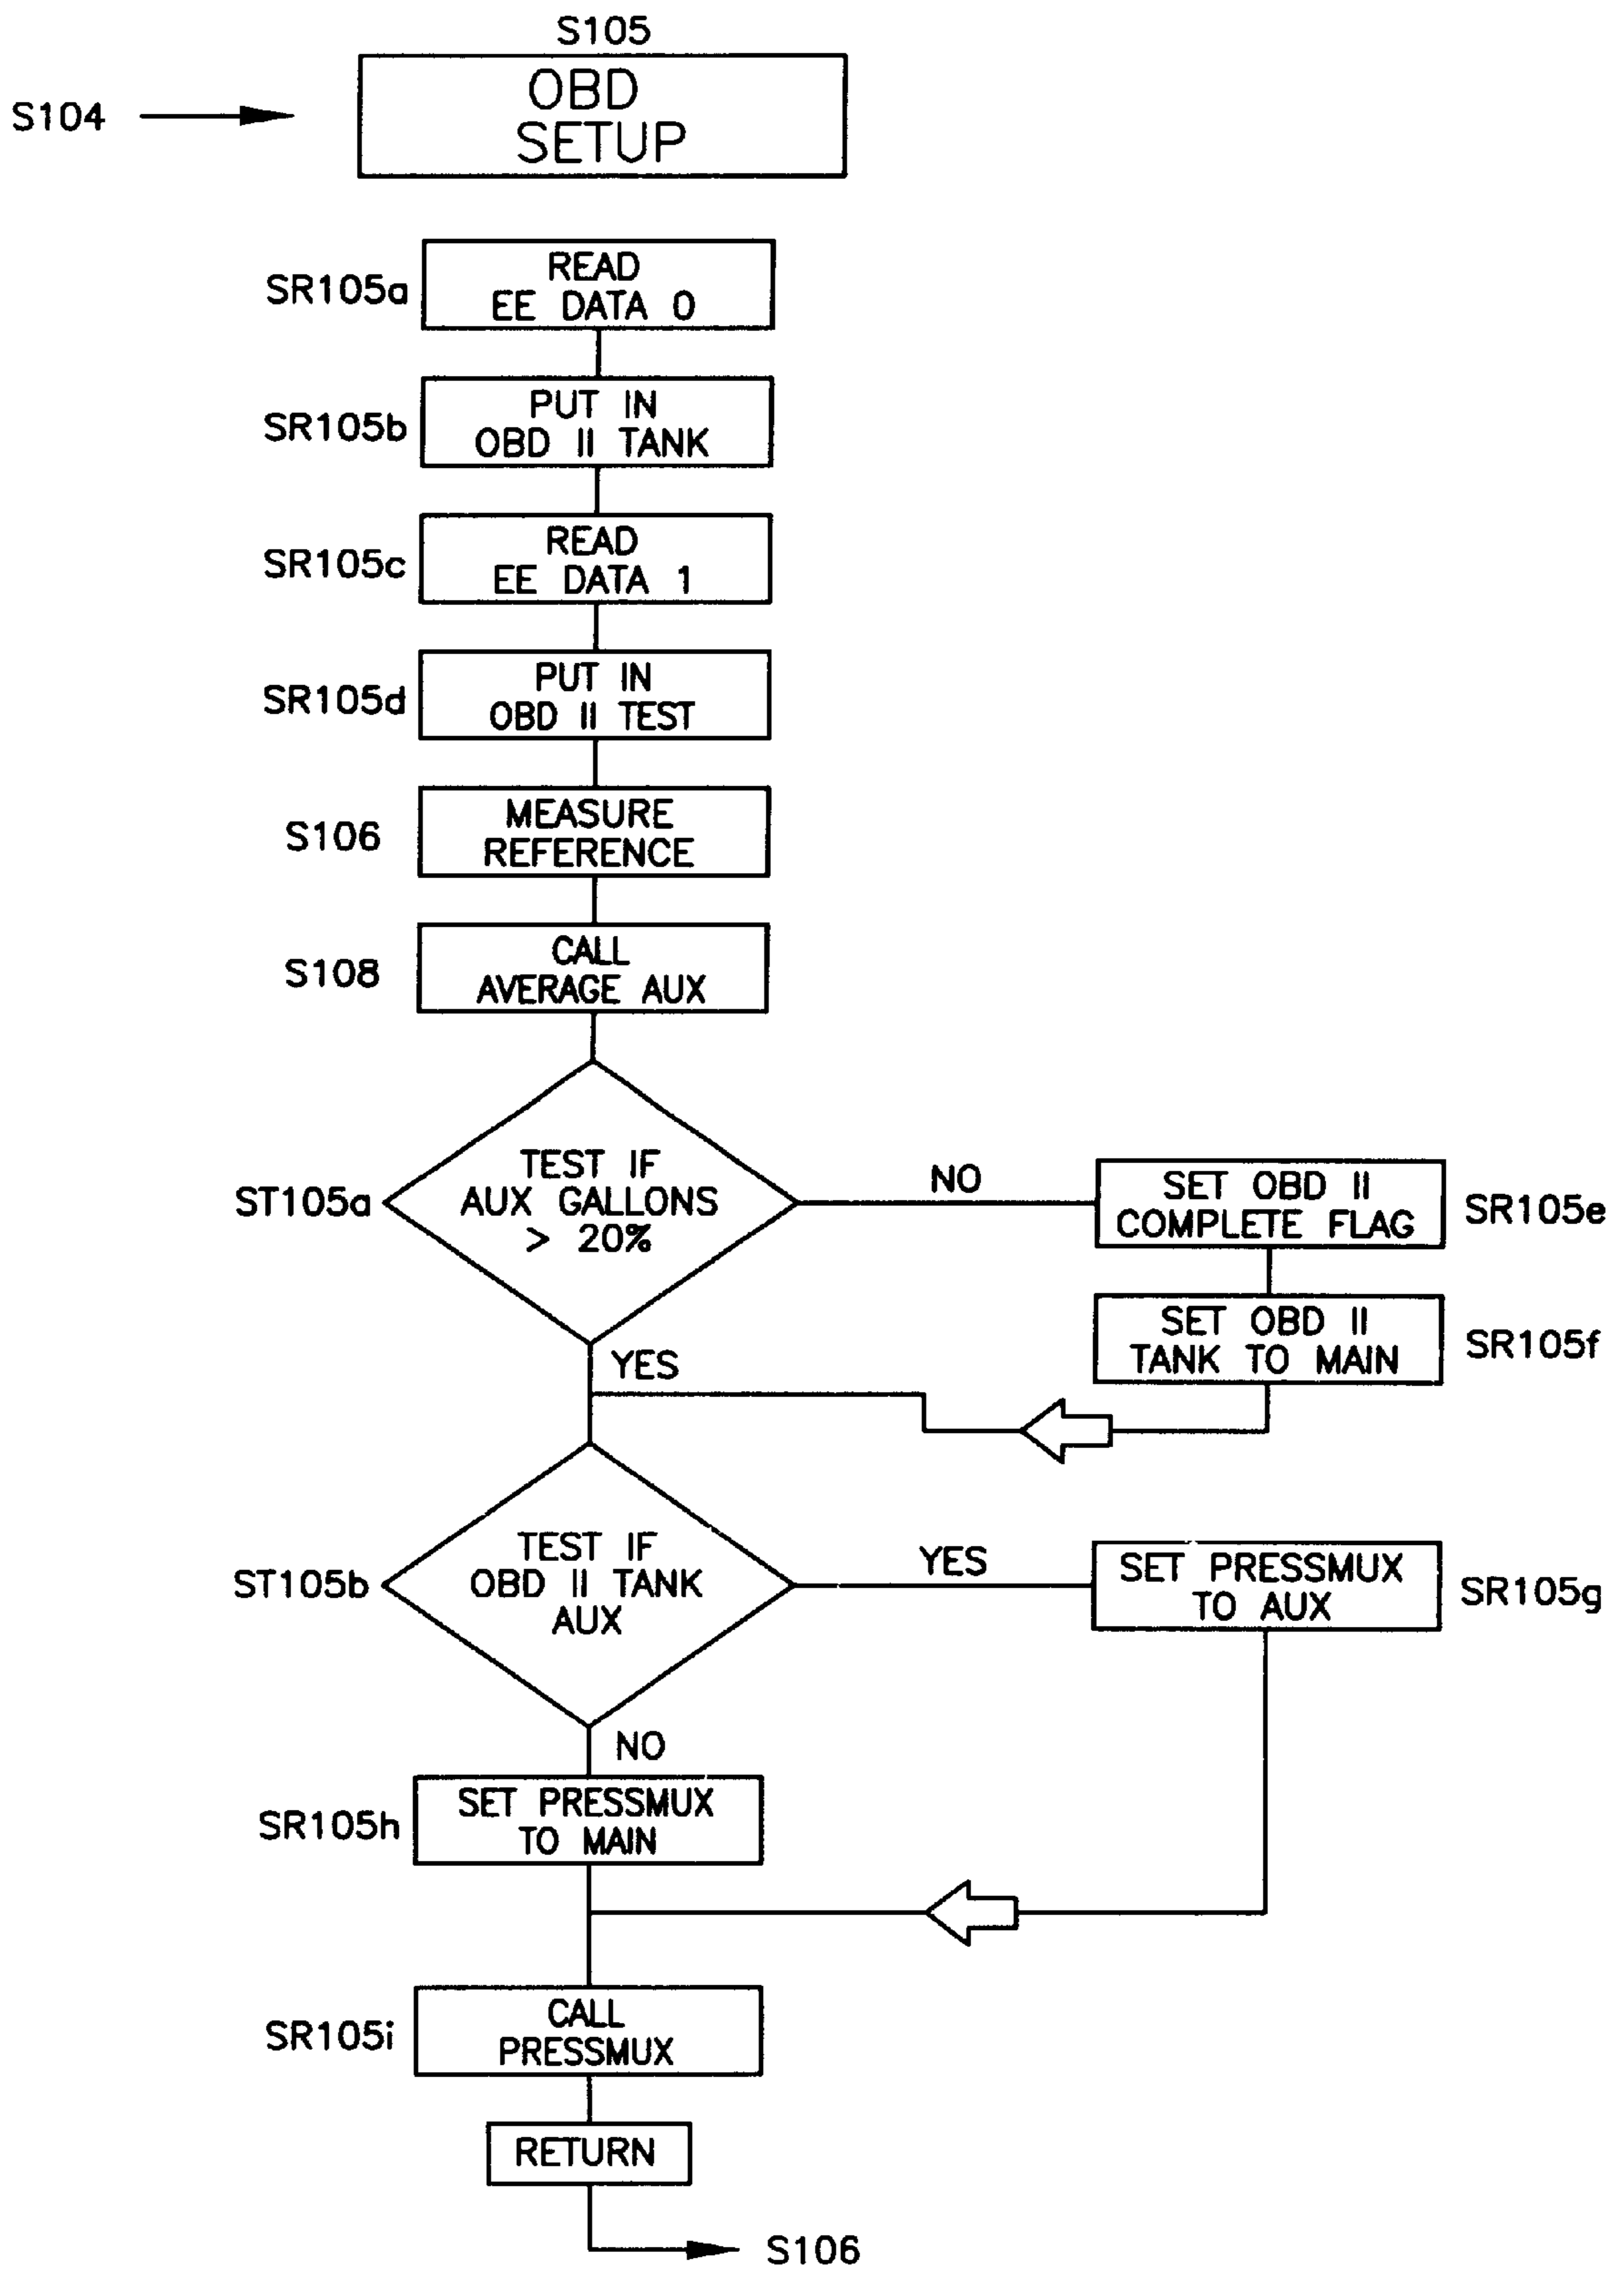 S105
S104
OBD
SETUP
SR105a
READ
EE DATA 0
SR105b
PUT IN
OBD II TANK
SR105c
READ
EE DATA 1
SR105d
PUT IN
OBD II TEST
S106
MEASURE
REFERENCE
S108
CALL
AVERAGE AUX
ST105a
TEST IF
AUX GALLONS
> 20%
NO
SET OBD II
COMPLETE FLAG
SR105e
SET OBD II
TANK TO MAIN
SR105f
YES
ST105b
TEST IF
OBD II TANK
AUX
YES
SET PRESSMUX
TO AUX
SR105g
NO
SR105h
SET PRESSMUX
TO MAIN
SR105i
CALL
PRESSMUX
RETURN
S106